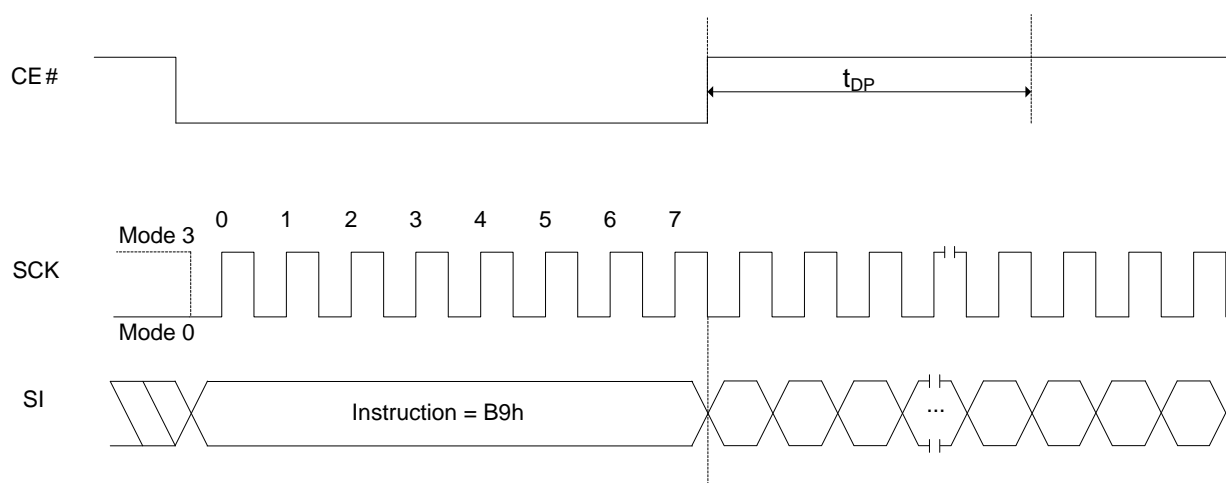 CE#
tDP
0 1 2 3 4 5 6 7
Mode 3
SCK
Mode 0
SI
Instruction = B9h
...